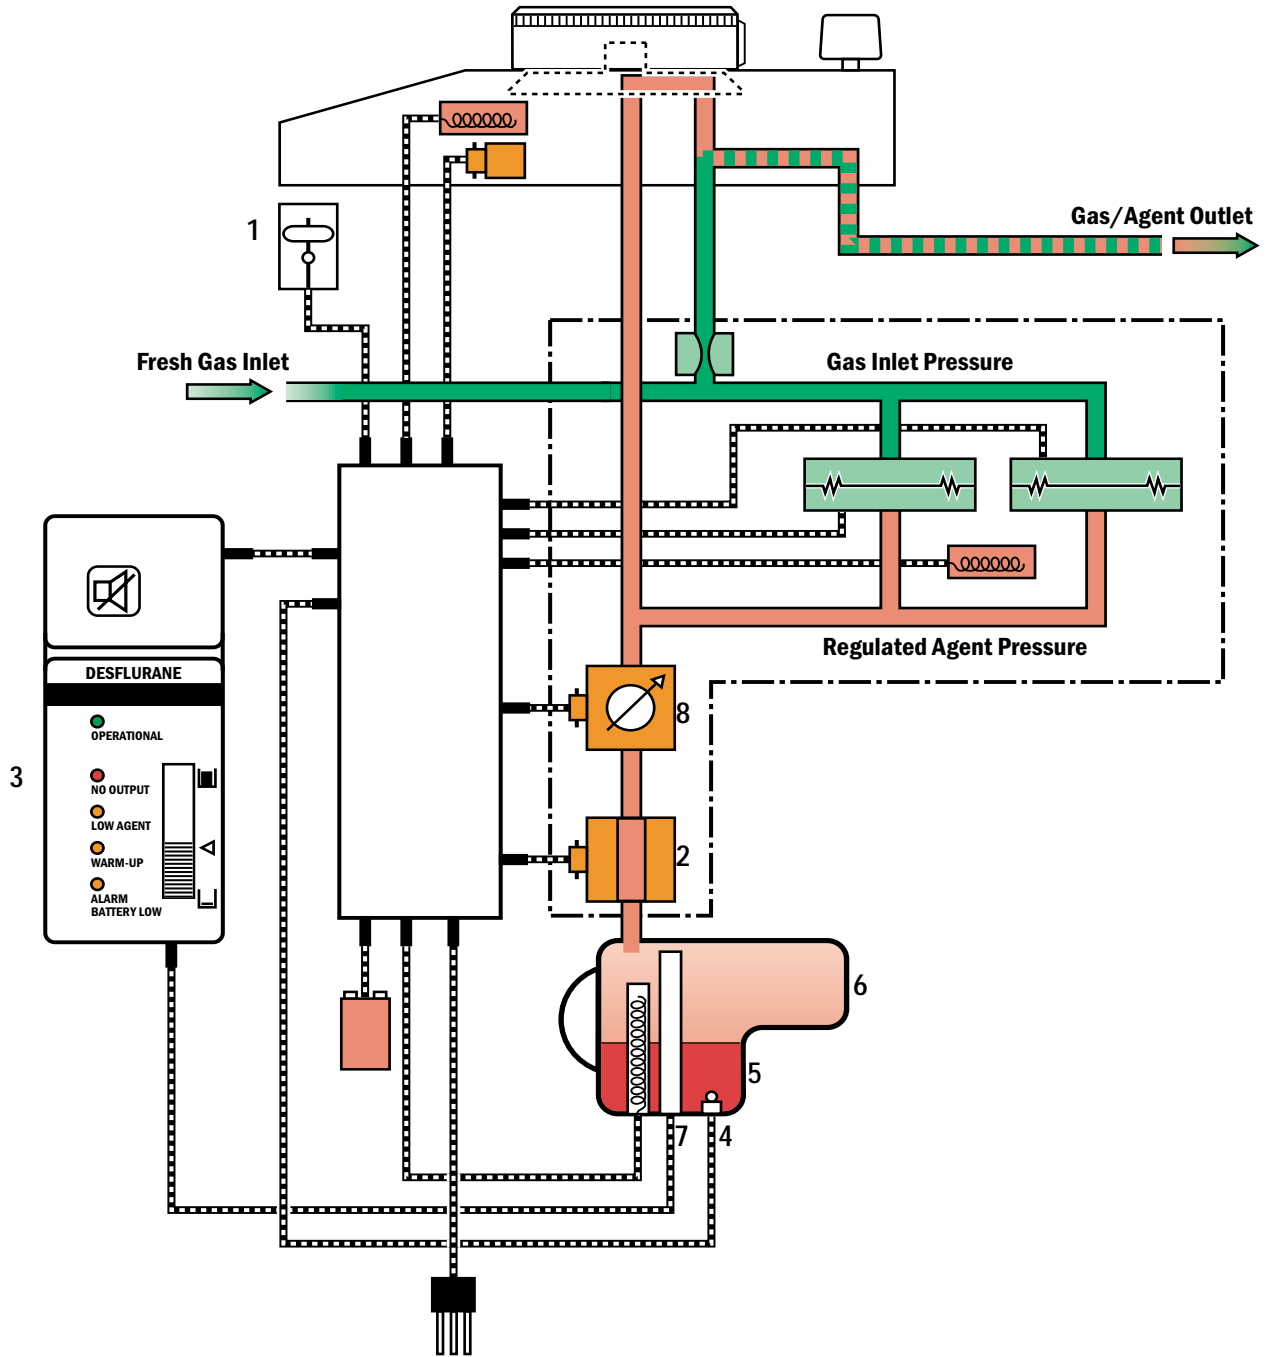 1
Gas/Agent Outlet
Fresh Gas Inlet
Gas Inlet Pressure
Regulated Agent Pressure
DESFLURANE
OPERATIONAL
8
3
NO OUTPUT
LOW AGENT
WARM-UP
2
ALARM
BATTERY LOW
6
5
7
4